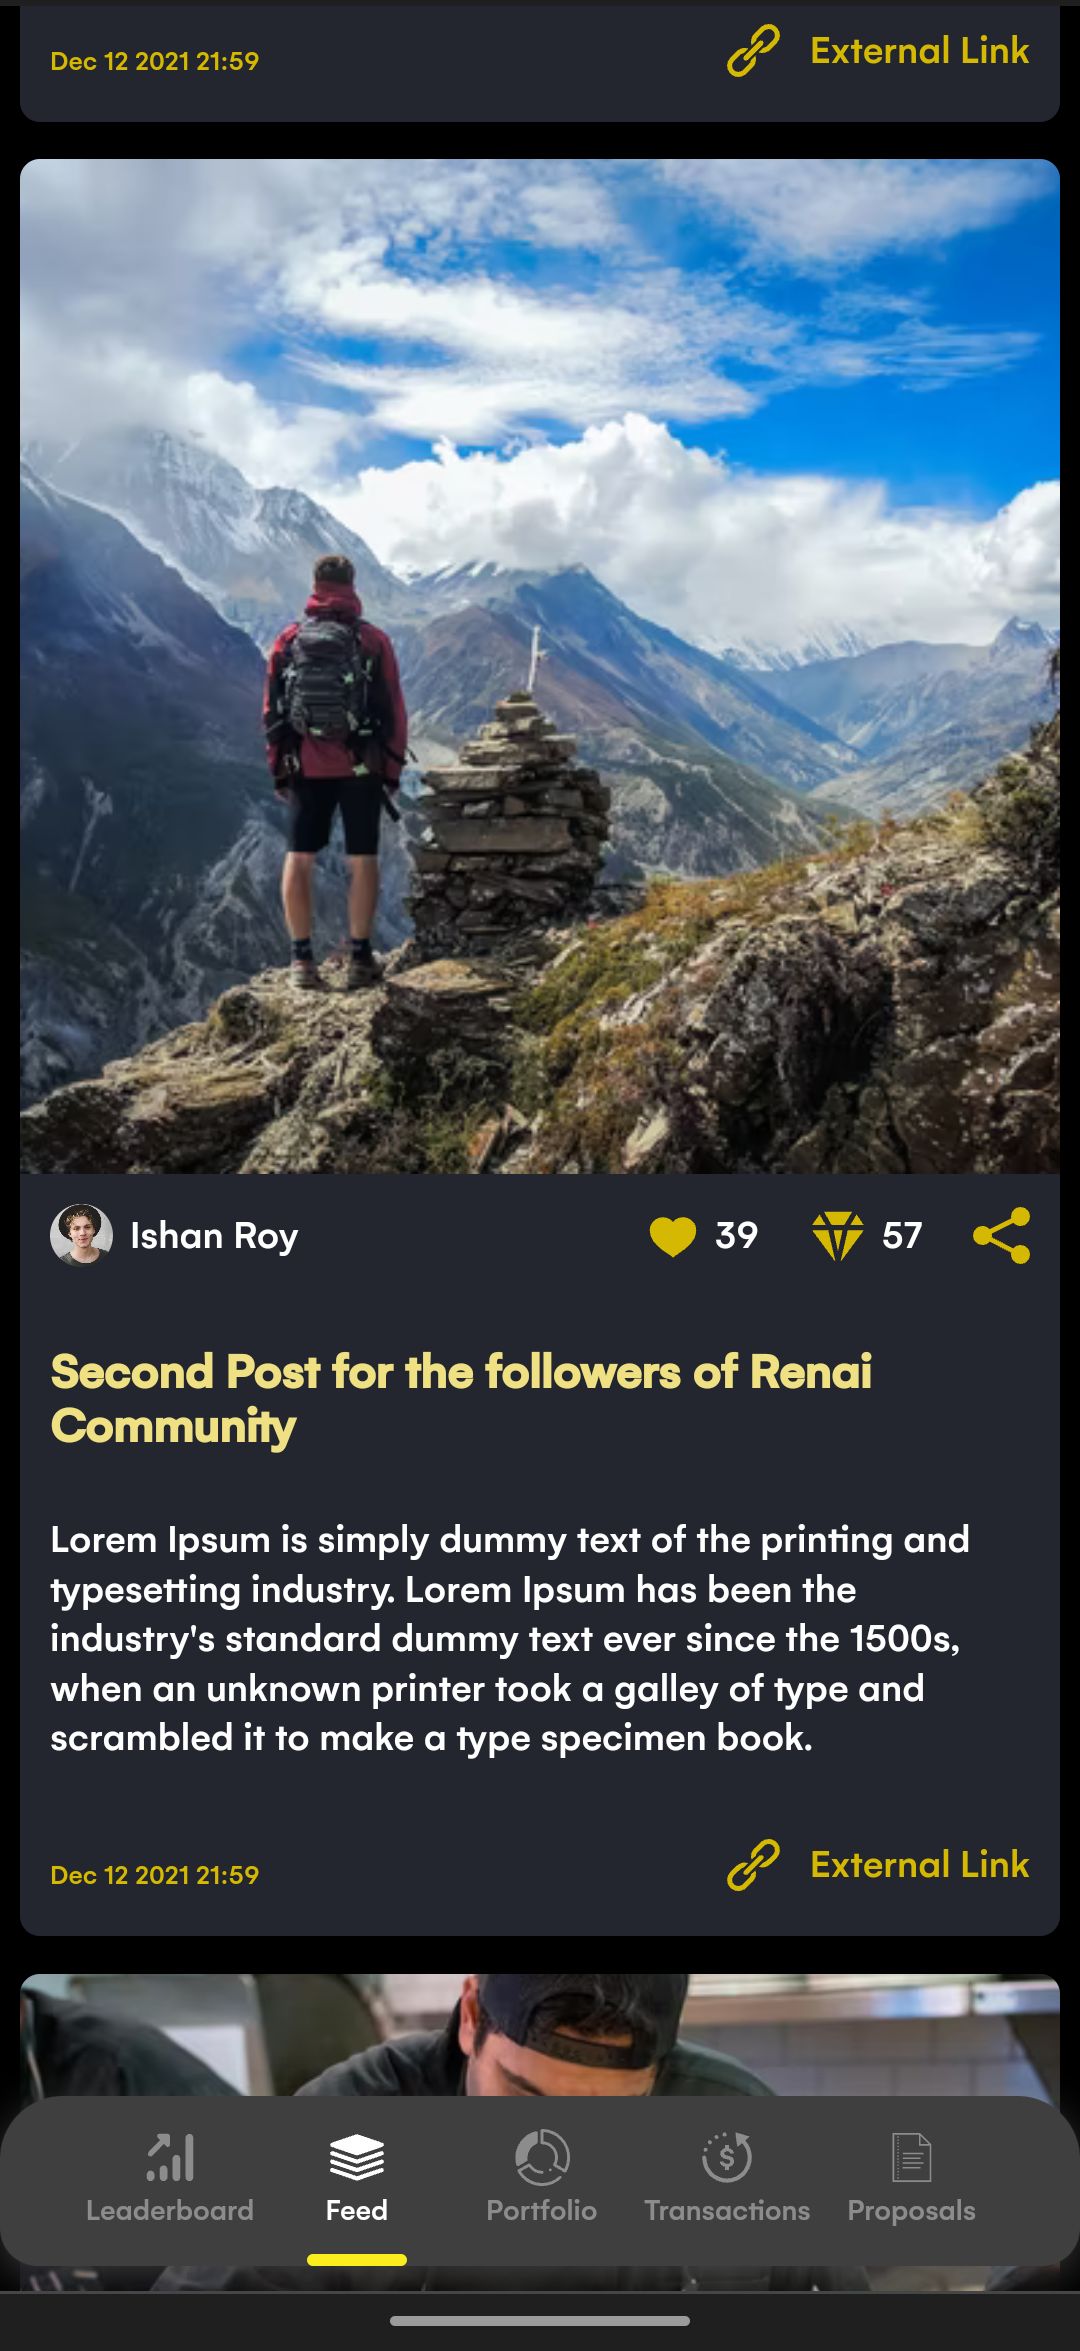 Dec 12 2021 21:59
External Link
Ishan Roy
39
57
Second Post for the followers of Renai
Community
Lorem Ipsum is simply dummy text of the printing and
typesetting industry. Lorem Ipsum has been the
industry's standard dummy text ever since the 1500s,
when an unknown printer took a galley of type and
scrambled it to make a type specimen book.
Dec 12 2021 21:59
External Link
Leaderboard
Feed
Portfolio
Transactions
Proposals